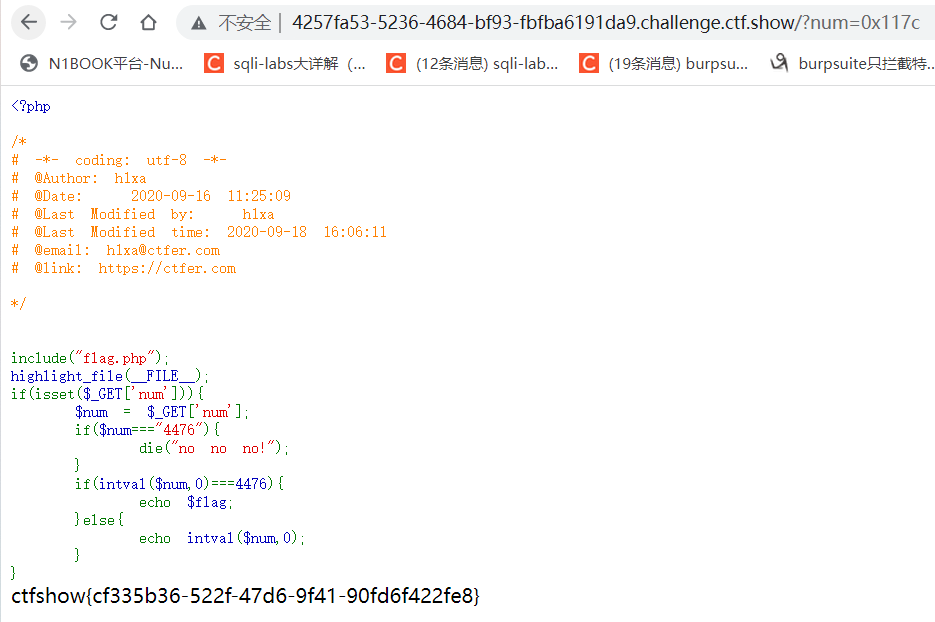 不安全 | 4257fa53-5236-4684-bf93-fbfba6191da9.challenge.ctf.show/?num=0x117c
N1BOOK平台-Nu... sqli-labs大详解（... (12条消息) sqli-lab... (19条消息) burpsu... burpsuite只拦截特...
<?php
/*
# -*- coding: utf-8 -*-
# @Author: h1xa
# @Date: 2020-09-16 11:25:09
# @Last Modified by: h1xa
# @Last Modified time: 2020-09-18 16:06:11
# @email: h1xa@ctfer.com
# @link: https://ctfer.com
*/
include("flag.php");
highlight_file(__FILE__);
if(isset($_GET['num'])){
$num = $_GET['num'];
if($num==="4476"){
die("no no no!");
}
if(intval($num,0)===4476){
echo $flag;
}else{
echo intval($num,0);
}
}
ctfshow{cf335b36-522f-47d6-9f41-90fd6f422fe8}